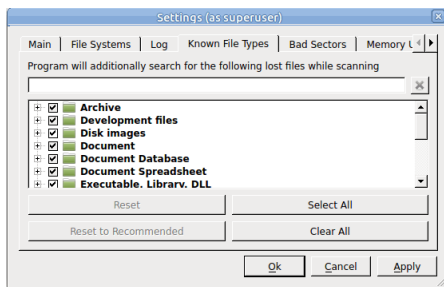 Settings (as superuser)
Main File Systems Log Known File Types Bad Sectors Memory
Program will additionally search for the following lost files while scanning
Archive
Development files
Disk images
Document
Document Database
Document Spreadsheet
Executable, Library, DLL
Reset Select All
Reset to Recommended Clear All
Ok Cancel Apply